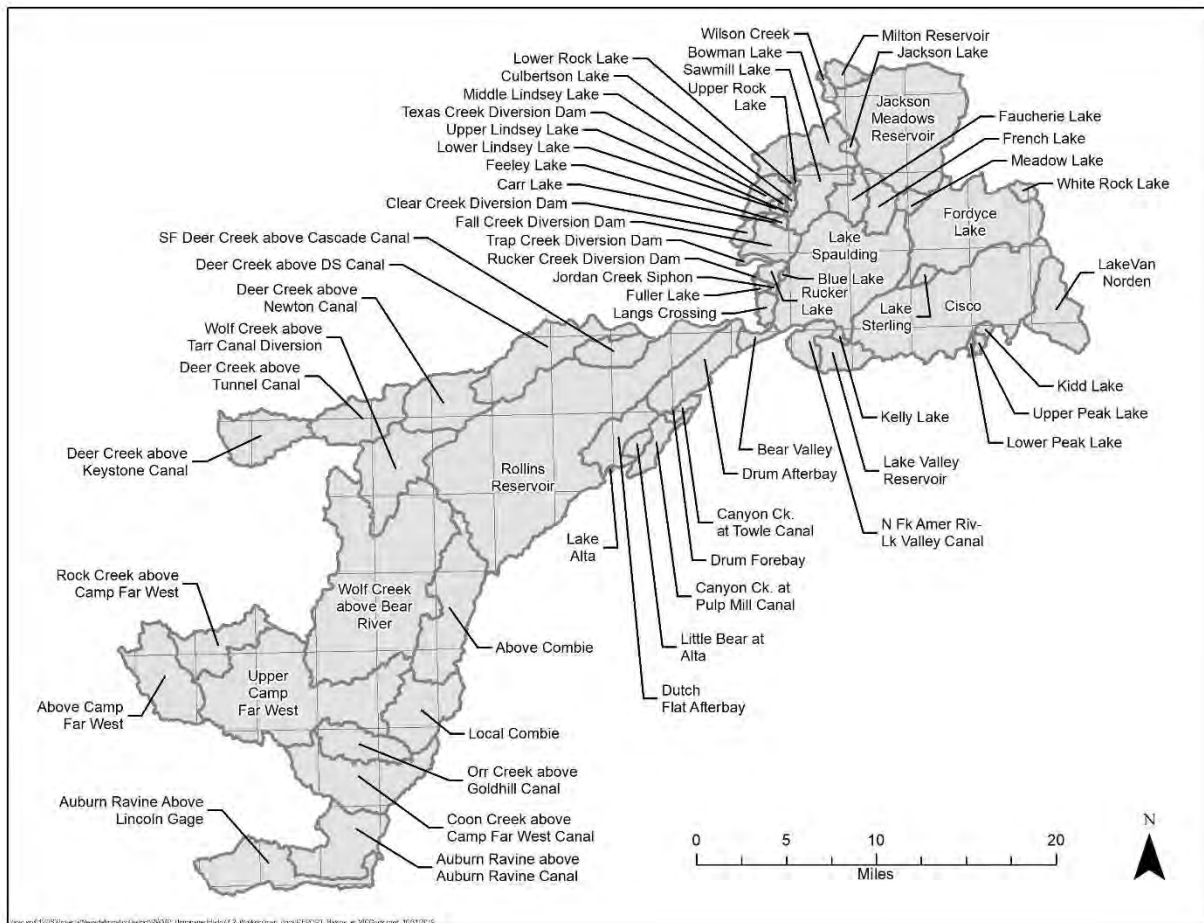 Wilson Creek
Milton Reservoir
Bowman Lake
Jackson Lake
Lower Rock Lake
Sawmill Lake
Culbertson Lake
Upper Rock
Lake
Middle Lindsey Lake
Jackson
Meadows
Reservoir
Texas Creek Diversion Dam
Faucherie Lake
Upper Lindsey Lake
French Lake
Lower Lindsey Lake
Meadow Lake
Feeley Lake
White Rock Lake
Carr Lake
Clear Creek Diversion Dam
Fordyce
Lake
Fall Creek Diversion Dam
SF Deer Creek above Cascade Canal
Trap Creek Diversion Dam
Lake
Spaulding
Rucker Creek Diversion Dam
Deer Creek above DS Canal
Jordan Creek Siphon
Blue Lake
LakeVan
Norden
Fuller Lake
Rucker
Lake
Deer Creek above
Newton Canal
Langs Crossing
Lake
Sterling
Cisco
Wolf Creek above
Tarr Canal Diversion
Deer Creek above
Tunnel Canal
Kidd Lake
Kelly Lake
Upper Peak Lake
Lower Peak Lake
Deer Creek above
Keystone Canal
Bear Valley
Rollins
Reservoir
Drum Afterbay
Lake Valley
Reservoir
Canyon Ck.
at Towle Canal
N Fk Amer Riv-
Lk Valley Canal
Lake
Alta
Drum Forebay
Rock Creek above
Camp Far West
Canyon Ck. at
Pulp Mill Canal
Wolf Creek
above Bear
River
Above Combie
Little Bear at
Alta
Upper
Camp
Far West
Above Camp
Far West
Dutch
Flat Afterbay
Local Combie
Orr Creek above
Goldhill Canal
Auburn Ravine Above
Lincoln Gage
Coon Creek above
Camp Far West Canal
Auburn Ravine above
Auburn Ravine Canal
N
0 5 10 20
Miles